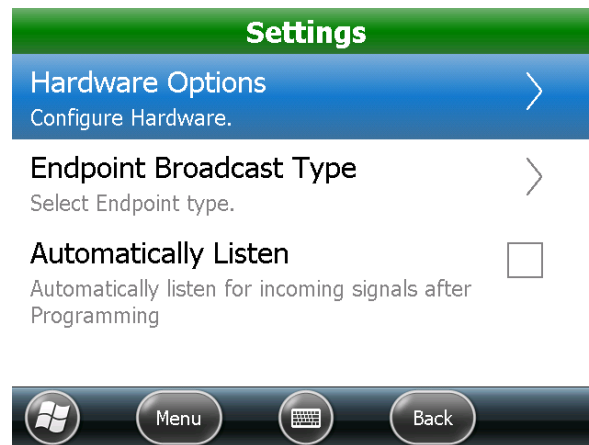 Settings
Hardware Options
Configure Hardware.
Endpoint Broadcast Type
Select Endpoint type.
Automatically Listen
Automatically listen for incoming signals after
Programming
Menu
Back